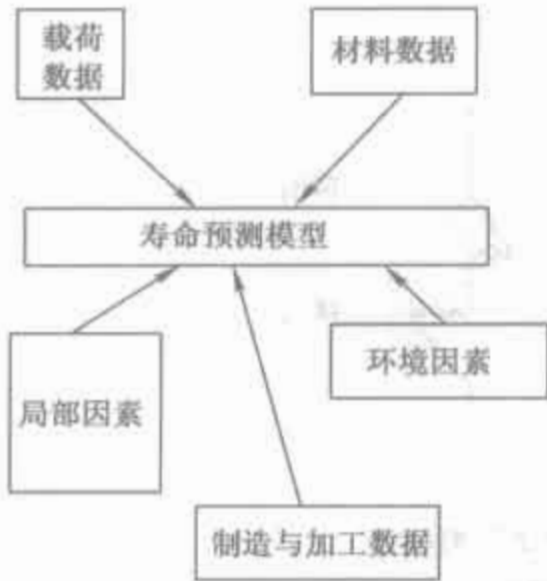 载荷
数据
材料数据
寿命预测模型
局部因素
环境因素
制造与加工数据